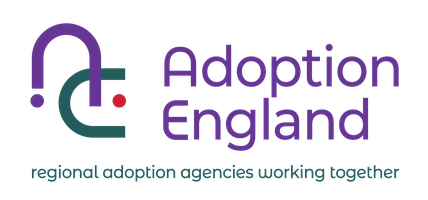 Adoption
England
regional adoption agencies working together